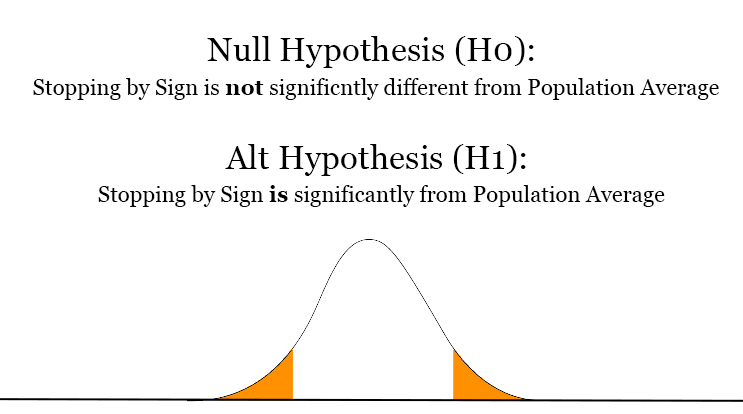 Null Hypothesis (H0):
Stopping by Sign is not significntly different from Population Average
Alt Hypothesis (H1):
Stopping by Sign is significantly from Population Average